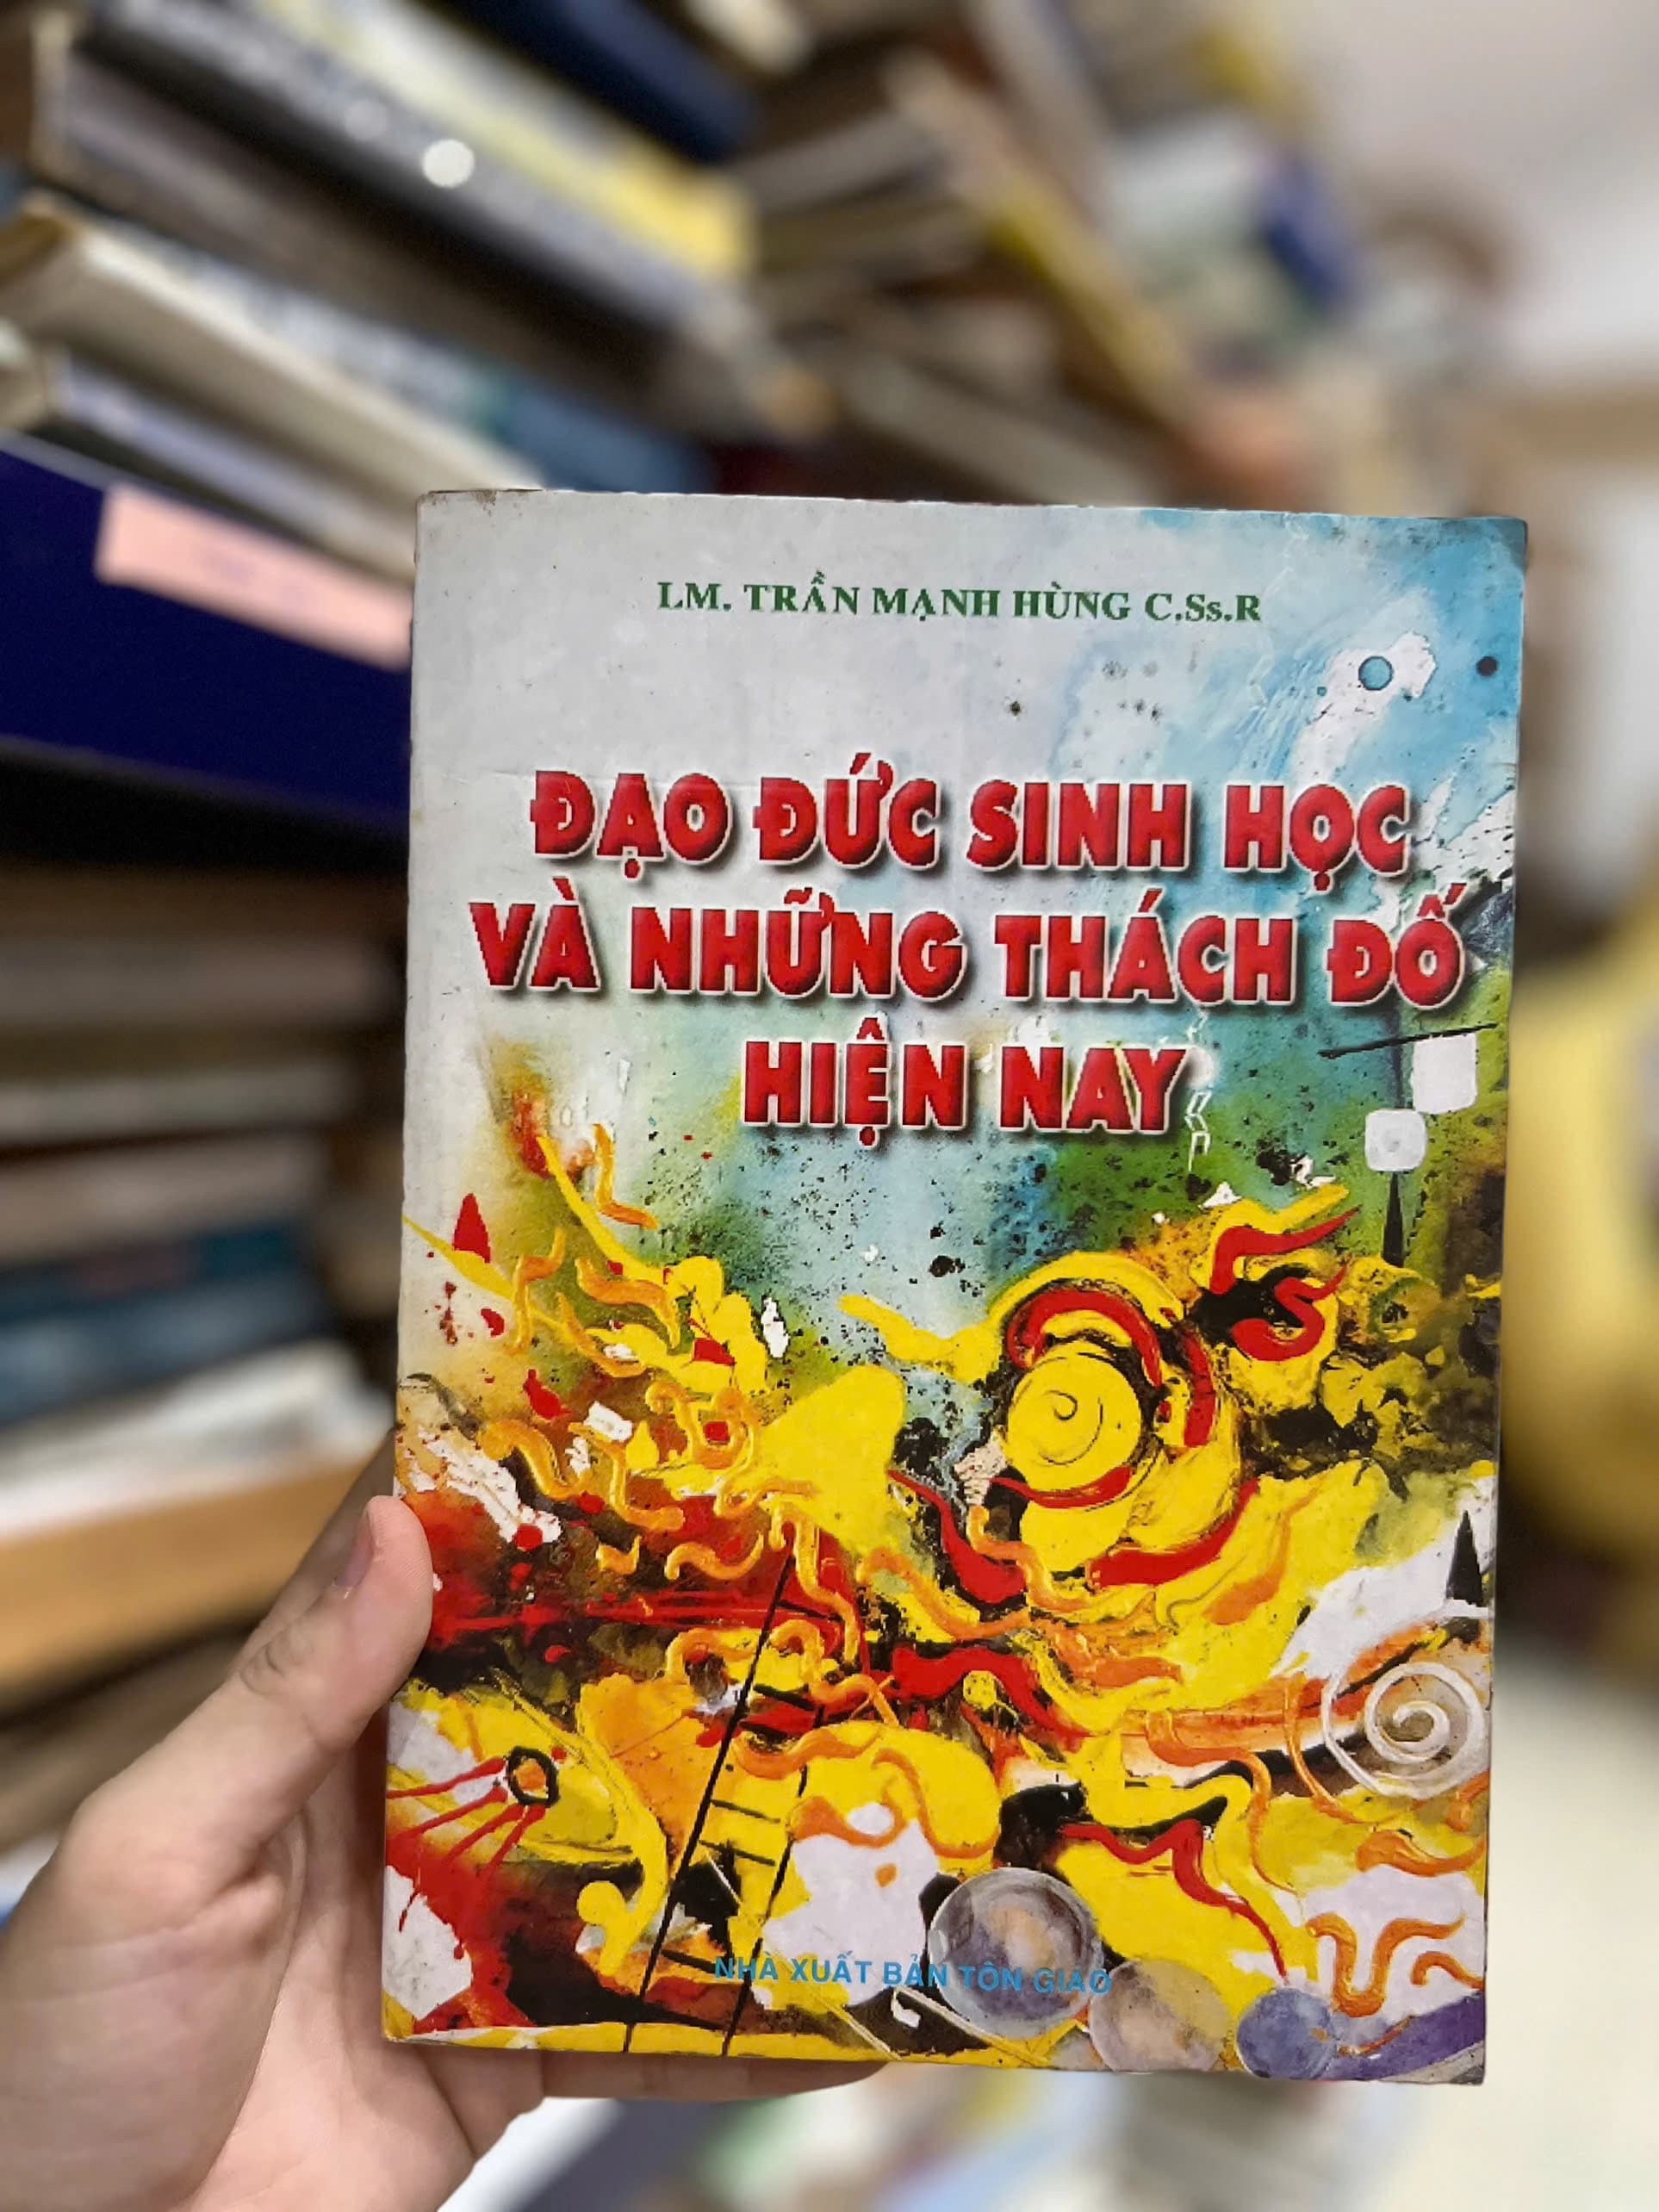 LM. TRẦN MẠNH HÙNG C.Ss.R
ĐẠO ĐỨC SINH HỌC
VÀ NHỮNG THÁCH ĐỐ
HIỆN NAY
NHÀ XUẤT BẢN TÔN GIÁO